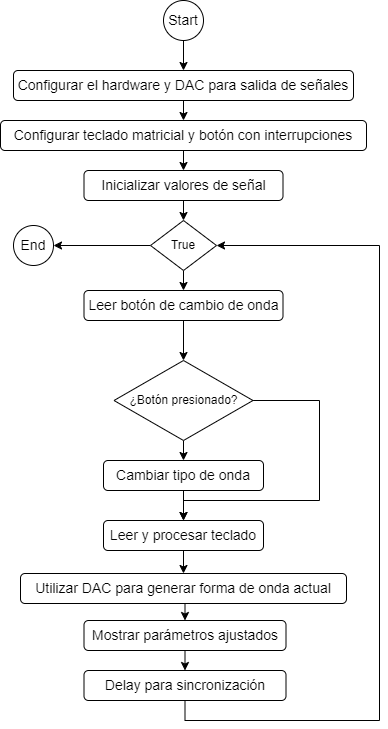 Start
Configurar el hardware y DAC para salida de señales
Configurar teclado matricial y botón con interrupciones
Inicializar valores de señal
End
True
Leer botón de cambio de onda
¿Botón presionado?
Cambiar tipo de onda
Leer y procesar teclado
Utilizar DAC para generar forma de onda actual
Mostrar parámetros ajustados
Delay para sincronización